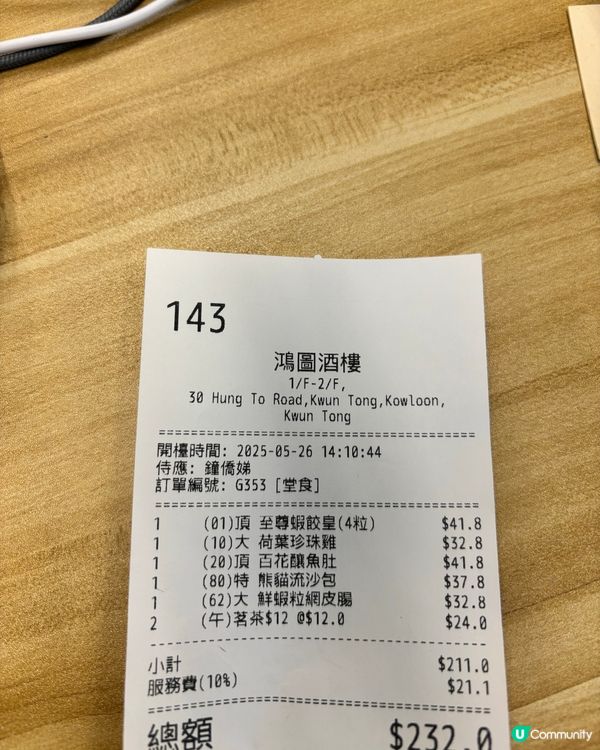 143
鴻圖酒樓
1/F-2/F,
30 Hung To Road,Kwun Tong,Kowloon,
Kwun Tong
開檯時間: 2025-05-26 14:10:44
侍應: 鐘僑娣
訂單編號: G353 [堂食]
1 (01)頂 至尊蝦餃皇(4粒) $41.8
1 (10)大 荷葉珍珠雞 $32.8
1 (20)頂 百花釀魚肚 $41.8
1 (80)特 熊貓流沙包 $37.8
1 (62)大 鮮蝦粒網皮腸 $32.8
2 (午)茗茶$12 @$12.0 $24.0
小計 $211.0
服務費(10%) $21.1
總額 $232.0
U Community